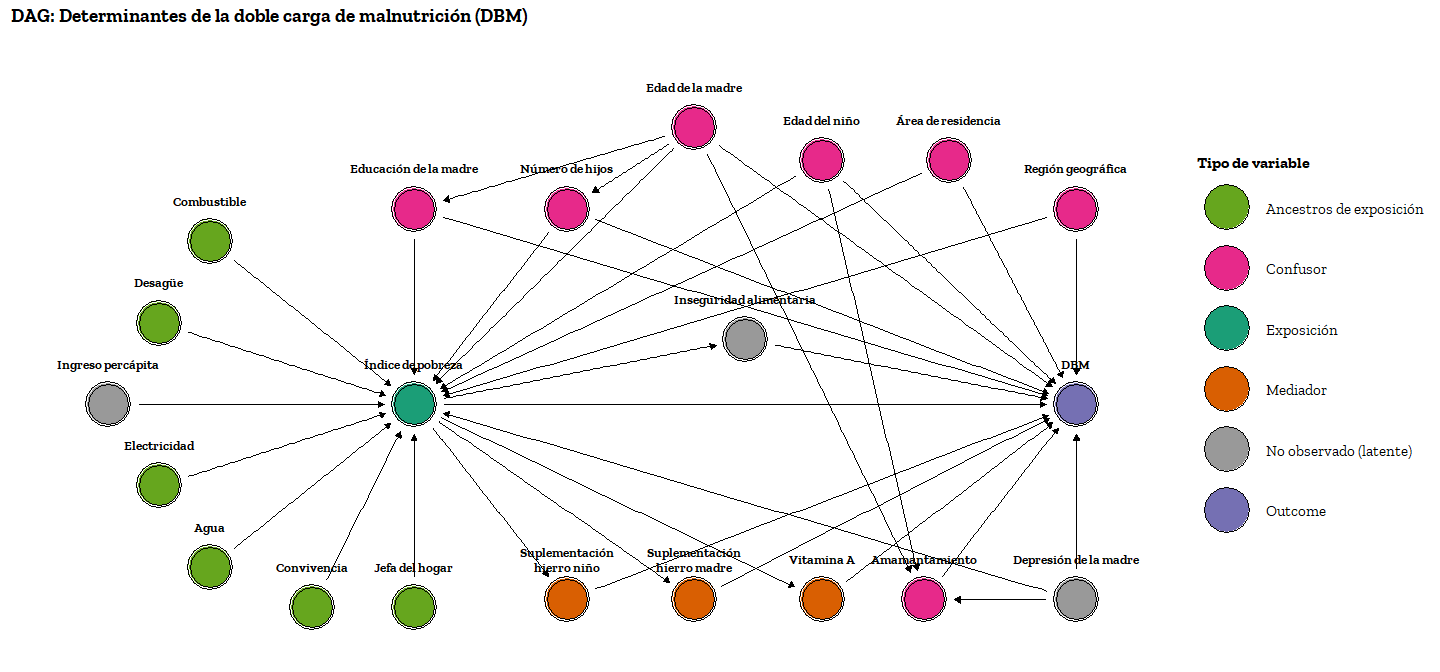 DAG: Determinantes de la doble carga de malnutrición (DBM)
Edad de la madre
Edad del niño
Área de residencia
Educación de la madre
Número de hijos
Región geográfica
Combustible
Desagüe
Inseguridad alimentaria
Ingreso percápita
Índice de pobreza
DBM
Electricidad
Agua
Convivencia
Jefa del hogar
Suplementación
hierro niño
Suplementación
hierro madre
Vitamina A
Amamantamiento
Depresión de la madre
Tipo de variable
Ancestros de exposición
Confusor
Exposición
Mediador
No observado (latente)
Outcome